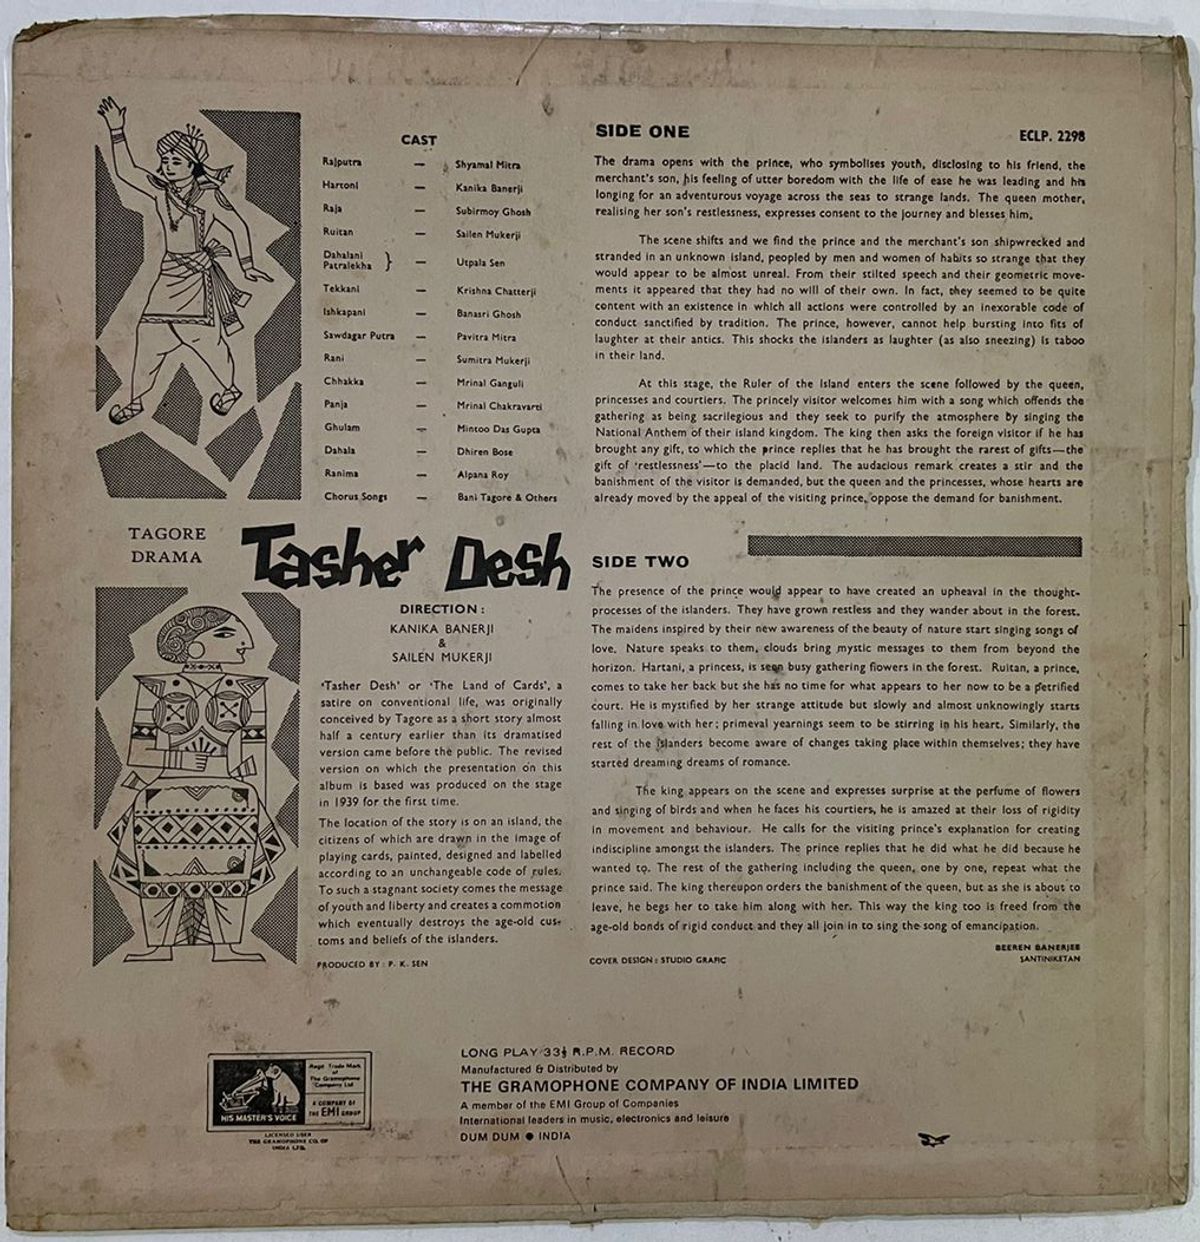 CAST
Rajputra — Shyamal Mitra
Hartoni — Kanika Banerji
Raja — Subirmoy Ghosh
Ruitan — Sailen Mukerji
Dahalani
Patralekha } — Utpala Sen
Tekkani — Krishna Chatterji
Ishkapani — Banasri Ghosh
Sawdagar Putra — Pavitra Mitra
Rani — Sumitra Mukerji
Chhakka — Mrinal Ganguli
Panja — Mrinal Chakravarti
Ghulam — Mintoo Das Gupta
Dahala — Dhiren Bose
Ranima — Alpana Roy
Chorus Songs — Bani Tagore & Others
TAGORE
DRAMA
Tasher Desh
DIRECTION :
KANIKA BANERJI
&
SAILEN MUKERJI
'Tasher Desh' or 'The Land of Cards', a
satire on conventional life, was originally
conceived by Tagore as a short story almost
half a century earlier than its dramatised
version came before the public. The revised
version on which the presentation on this
album is based was produced on the stage
in 1939 for the first time.
The location of the story is on an island, the
citizens of which are drawn in the image of
playing cards, painted, designed and labelled
according to an unchangeable code of rules.
To such a stagnant society comes the message
of youth and liberty and creates a commotion
which eventually destroys the age-old cus-
toms and beliefs of the islanders.
PRODUCED BY : P. K. SEN
SIDE ONE
ECLP. 2298
The drama opens with the prince, who symbolises youth, disclosing to his friend, the
merchant's son, his feeling of utter boredom with the life of ease he was leading and his
longing for an adventurous voyage across the seas to strange lands. The queen mother,
realising her son's restlessness, expresses consent to the journey and blesses him.
The scene shifts and we find the prince and the merchant's son shipwrecked and
stranded in an unknown island, peopled by men and women of habits so strange that they
would appear to be almost unreal. From their stilted speech and their geometric move-
ments it appeared that they had no will of their own. In fact, they seemed to be quite
content with an existence in which all actions were controlled by an inexorable code of
conduct sanctified by tradition. The prince, however, cannot help bursting into fits of
laughter at their antics. This shocks the islanders as laughter (as also sneezing) is taboo
in their land.
At this stage, the Ruler of the Island enters the scene followed by the queen,
princesses and courtiers. The princely visitor welcomes him with a song which offends the
gathering as being sacrilegious and they seek to purify the atmosphere by singing the
National Anthem of their island kingdom. The king then asks the foreign visitor if he has
brought any gift, to which the prince replies that he has brought the rarest of gifts—the
gift of 'restlessness'—to the placid land. The audacious remark creates a stir and the
banishment of the visitor is demanded, but the queen and the princesses, whose hearts are
already moved by the appeal of the visiting prince, oppose the demand for banishment.
SIDE TWO
The presence of the prince would appear to have created an upheaval in the thought-
processes of the islanders. They have grown restless and they wander about in the forest.
The maidens inspired by their new awareness of the beauty of nature start singing songs of
love. Nature speaks to them, clouds bring mystic messages to them from beyond the
horizon. Hartani, a princess, is seen busy gathering flowers in the forest. Ruitan, a prince,
comes to take her back but she has no time for what appears to her now to be a petrified
court. He is mystified by her strange attitude but slowly and almost unknowingly starts
falling in love with her; primeval yearnings seem to be stirring in his heart. Similarly, the
rest of the islanders become aware of changes taking place within themselves; they have
started dreaming dreams of romance.
The king appears on the scene and expresses surprise at the perfume of flowers
and singing of birds and when he faces his courtiers, he is amazed at their loss of rigidity
in movement and behaviour. He calls for the visiting prince's explanation for creating
indiscipline amongst the islanders. The prince replies that he did what he did because he
wanted to. The rest of the gathering including the queen, one by one, repeat what the
prince said. The king thereupon orders the banishment of the queen, but as she is about to
leave, he begs her to take him along with her. This way the king too is freed from the
age-old bonds of rigid conduct and they all join in to sing the song of emancipation.
BEEREN BANERJEE
SANTINIKETAN
COVER DESIGN : STUDIO GRAFIC
HIS MASTER'S VOICE
Regd Trade Mark
of
The Gramophone
Company Ltd
A COMPANY OF
THE EMI GROUP
LICENSED USER
THE GRAMOPHONE CO. OF
INDIA LTD.
LONG PLAY 33⅓ R.P.M. RECORD
Manufactured & Distributed by
THE GRAMOPHONE COMPANY OF INDIA LIMITED
A member of the EMI Group of Companies
International leaders in music, electronics and leisure
DUM DUM ● INDIA